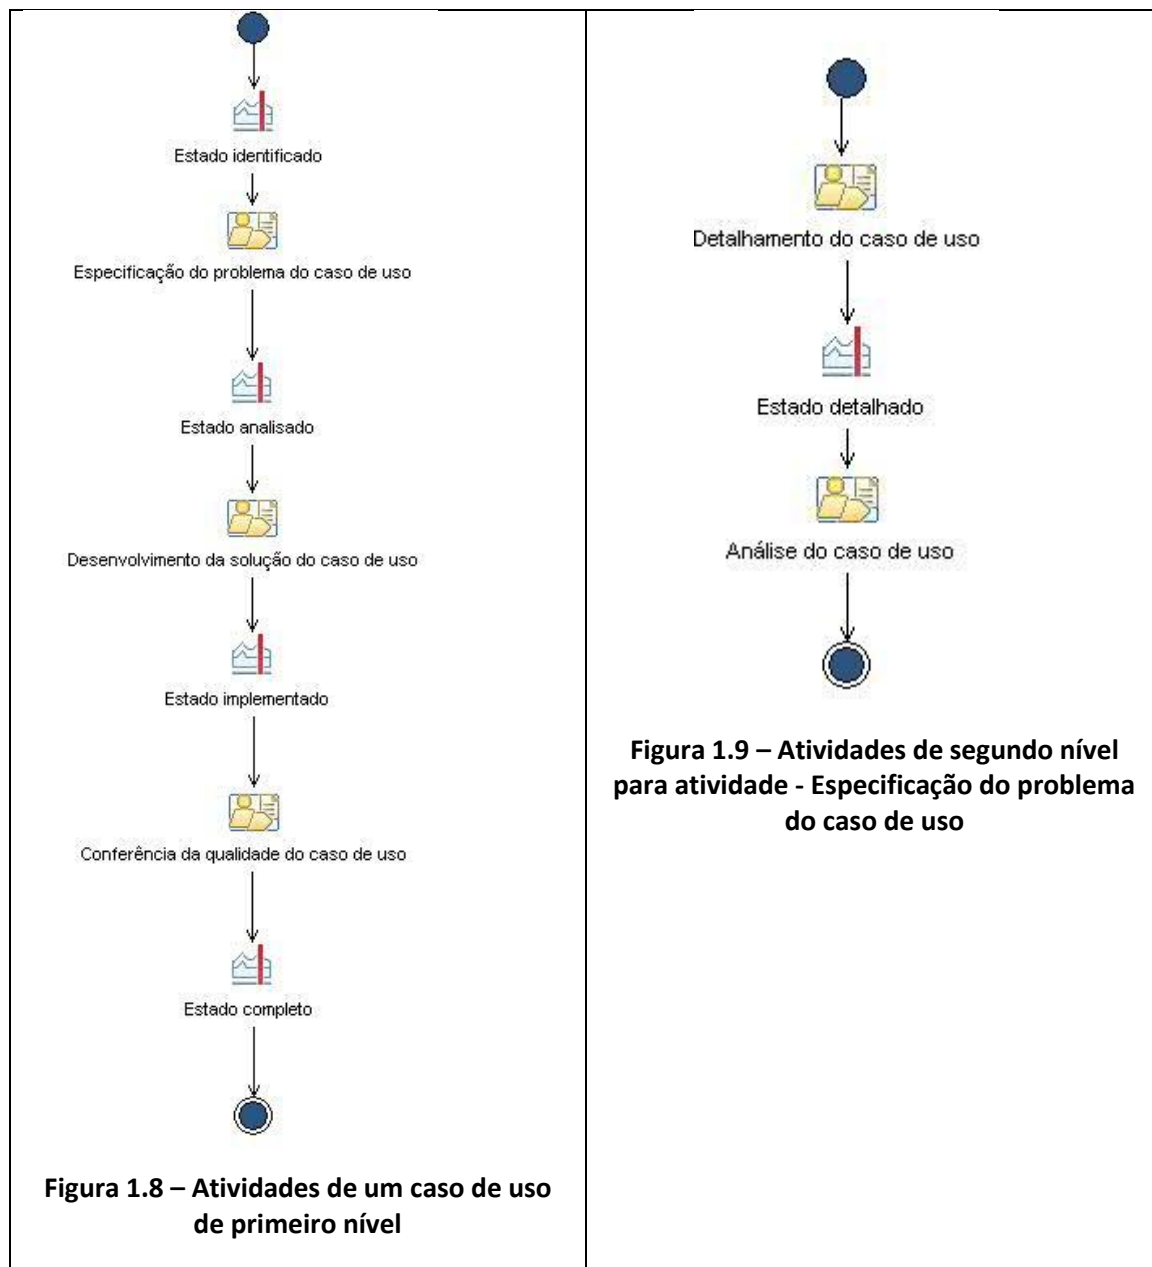 Estado identificado
Especificação do problema do caso de uso
Estado analisado
Desenvolvimento da solução do caso de uso
Estado implementado
Conferência da qualidade do caso de uso
Estado completo
Figura 1.8 – Atividades de um caso de uso
de primeiro nível
Detalhamento do caso de uso
Estado detalhado
Análise do caso de uso
Figura 1.9 – Atividades de segundo nível
para atividade - Especificação do problema
do caso de uso